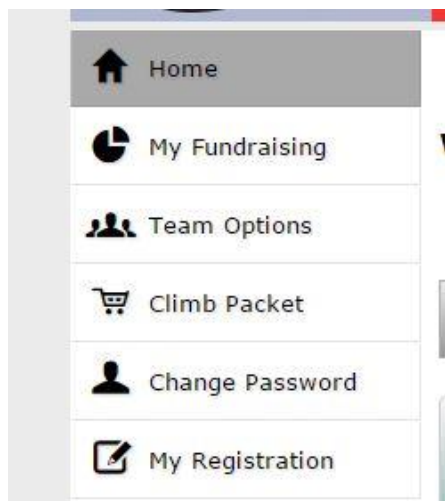 Home
My Fundraising
Team Options
Climb Packet
Change Password
My Registration